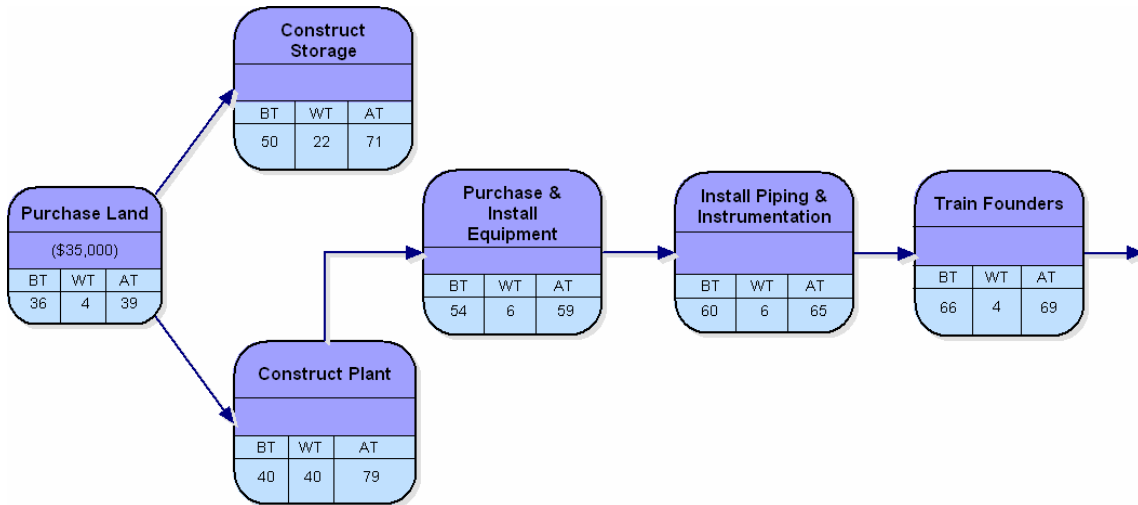 Construct
Storage
BT WT AT
50 22 71
Purchase Land
($35,000)
BT WT AT
36 4 39
Construct Plant
BT WT AT
40 40 79
Purchase &
Install
Equipment
BT WT AT
54 6 59
Install Piping &
Instrumentation
BT WT AT
60 6 65
Train Founders
BT WT AT
66 4 69